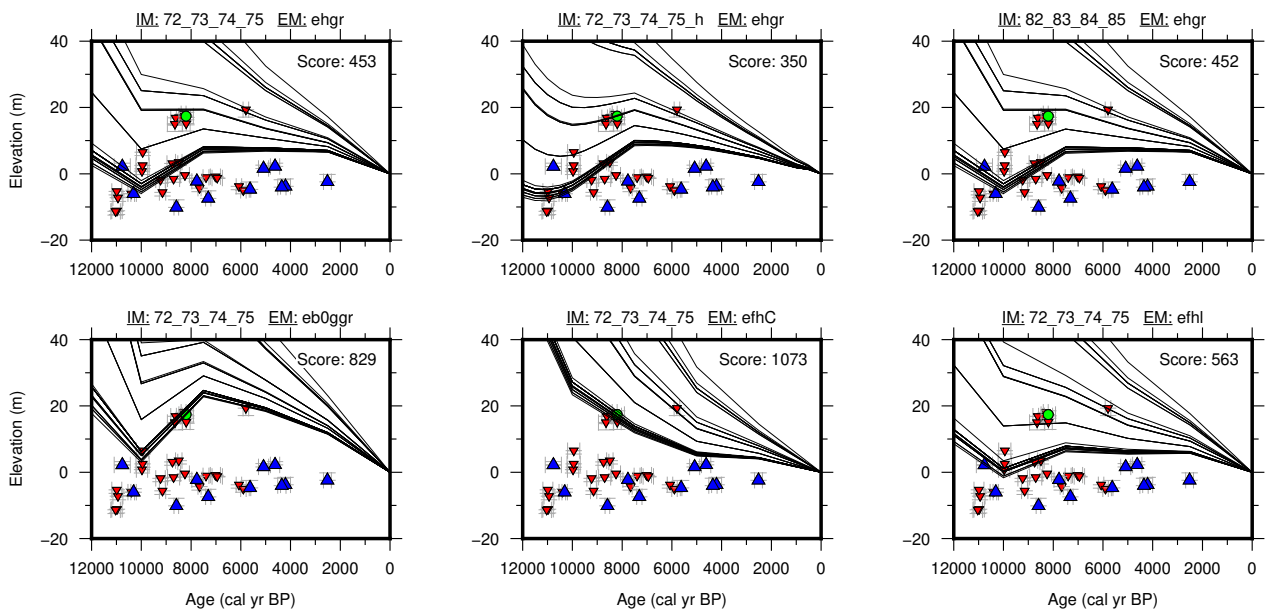 IM: 72_73_74_75 EM: ehgr
IM: 72_73_74_75_h EM: ehgr
IM: 82_83_84_85 EM: ehgr
40
20
0
−20
Elevation (m)
Score: 453
12000 10000 8000 6000 4000 2000 0
Score: 350
12000 10000 8000 6000 4000 2000 0
Score: 452
12000 10000 8000 6000 4000 2000 0
IM: 72_73_74_75 EM: eb0ggr
IM: 72_73_74_75 EM: efhC
IM: 72_73_74_75 EM: efhl
40
20
0
−20
Elevation (m)
Score: 829
12000 10000 8000 6000 4000 2000 0
Age (cal yr BP)
Score: 1073
12000 10000 8000 6000 4000 2000 0
Age (cal yr BP)
Score: 563
12000 10000 8000 6000 4000 2000 0
Age (cal yr BP)